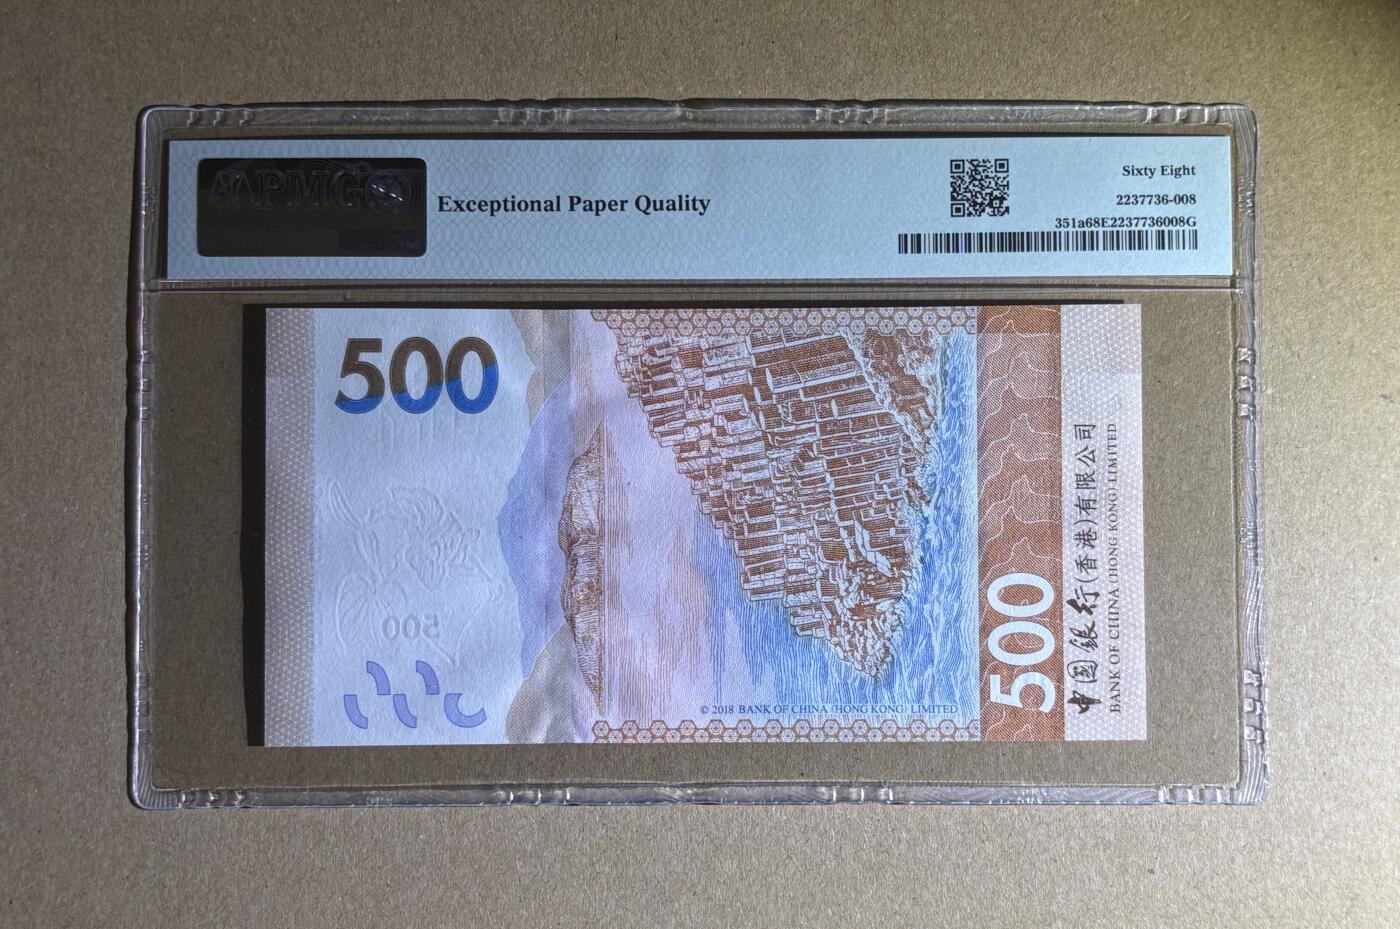 PMG
Exceptional Paper Quality
Sixty Eight
2237736-008
351a68E2237736008G
500
500
© 2018 BANK OF CHINA (HONG KONG) LIMITED
500
中国银行(香港)有限公司
BANK OF CHINA (HONG KONG) LIMITED